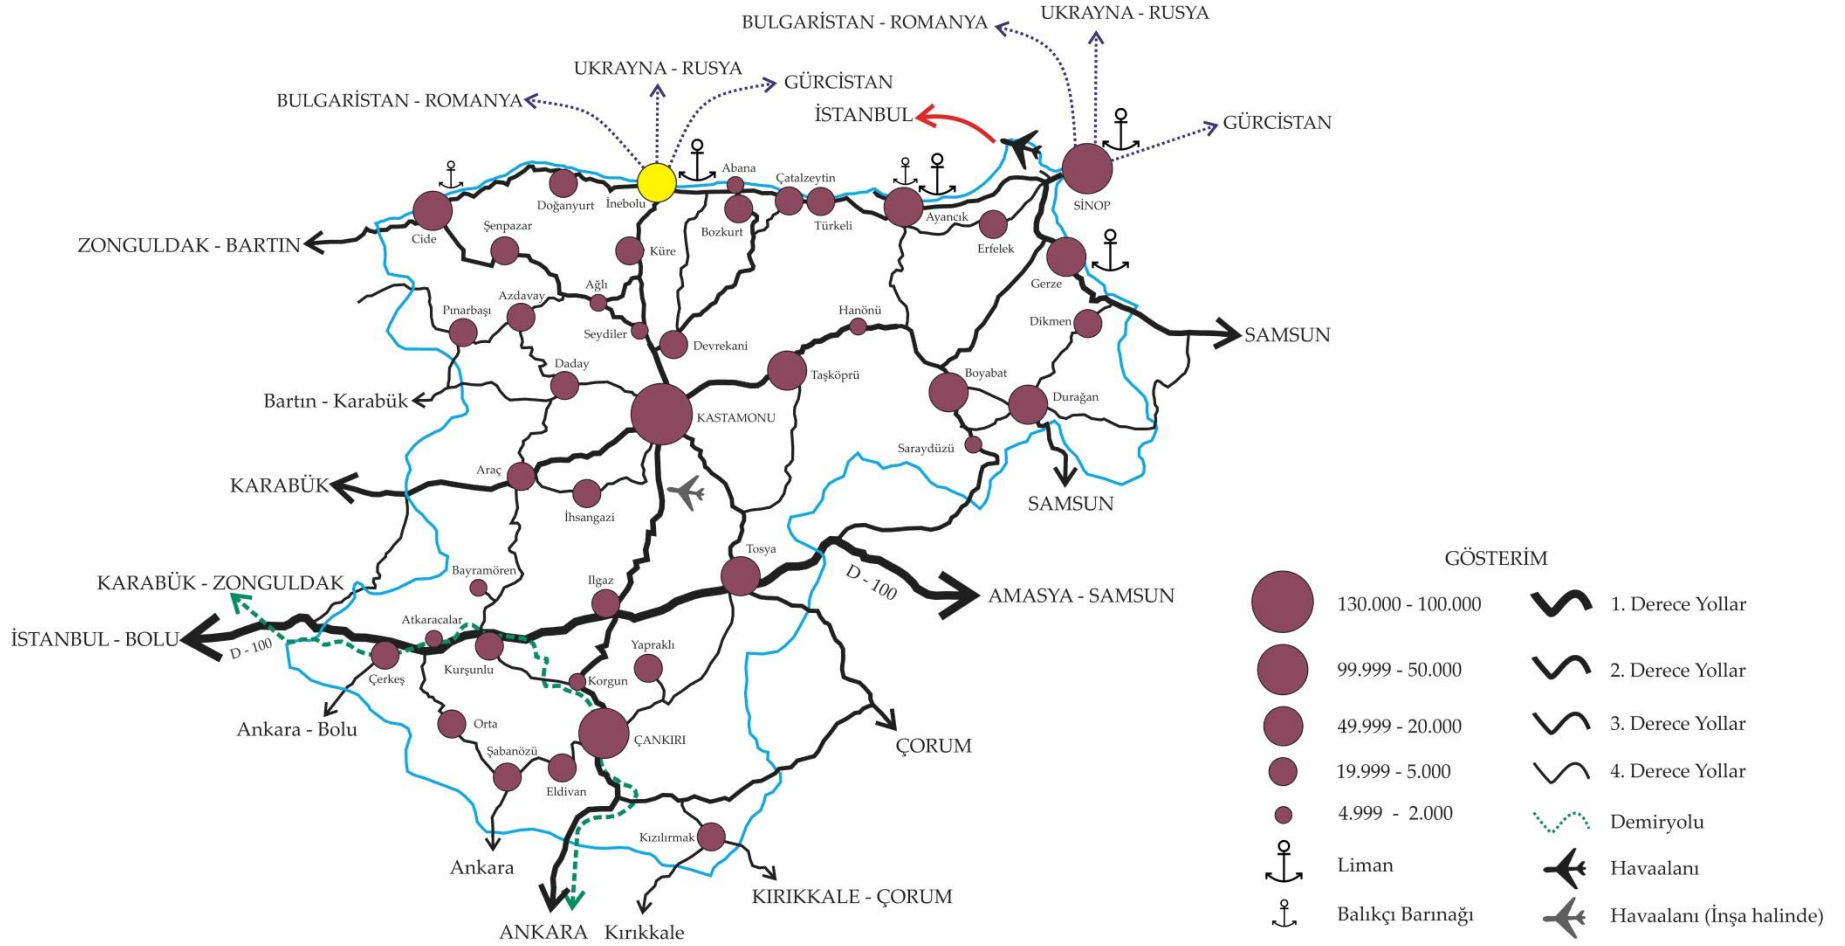 BULGARİSTAN - ROMANYA
UKRAYNA - RUSYA
UKRAYNA - RUSYA
GÜRCİSTAN
BULGARİSTAN - ROMANYA
İSTANBUL
GÜRCİSTAN
Abana
Çatalzeytin
Doğanyurt
İnebolu
Bozkurt
Türkeli
Ayancık
SİNOP
Cide
Şenpazar
Küre
Erfelek
ZONGULDAK - BARTIN
Ağlı
Gerze
Azdavay
Pınarbaşı
Hanönü
Dikmen
Seydiler
Devrekani
SAMSUN
Daday
Taşköprü
Boyabat
Durağan
Bartın - Karabük
KASTAMONU
Saraydüzü
Araç
KARABÜK
İhsangazi
SAMSUN
Tosya
KARABÜK - ZONGULDAK
Bayramören
Ilgaz
D - 100
AMASYA - SAMSUN
Atkaracalar
İSTANBUL - BOLU
D - 100
Yapraklı
Çerkeş
Kurşunlu
Korgun
Ankara - Bolu
Orta
ÇANKIRI
ÇORUM
Şabanözü
Eldivan
Kızılırmak
Ankara
KIRIKKALE - ÇORUM
ANKARA
Kırıkkale
GÖSTERİM
130.000 - 100.000
1. Derece Yollar
99.999 - 50.000
2. Derece Yollar
49.999 - 20.000
3. Derece Yollar
19.999 - 5.000
4. Derece Yollar
4.999 - 2.000
Demiryolu
Liman
Havaalanı
Balıkçı Barınağı
Havaalanı (İnşa halinde)